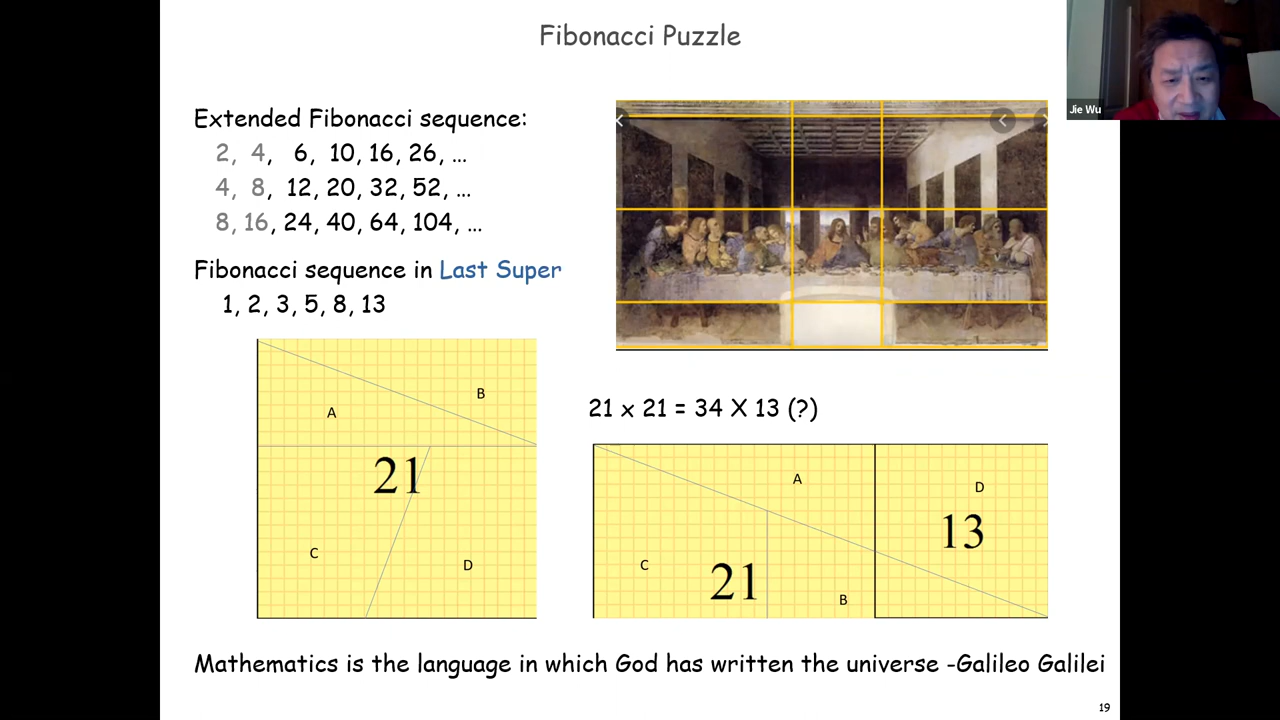 Fibonacci Puzzle
Jie Wu
Extended Fibonacci sequence:
2, 4, 6, 10, 16, 26, ...
4, 8, 12, 20, 32, 52, ...
8, 16, 24, 40, 64, 104, ...
Fibonacci sequence in Last Super
1, 2, 3, 5, 8, 13
A
B
21
C
D
21 x 21 = 34 X 13 (?)
A
D
13
C
21
B
Mathematics is the language in which God has written the universe -Galileo Galilei
19